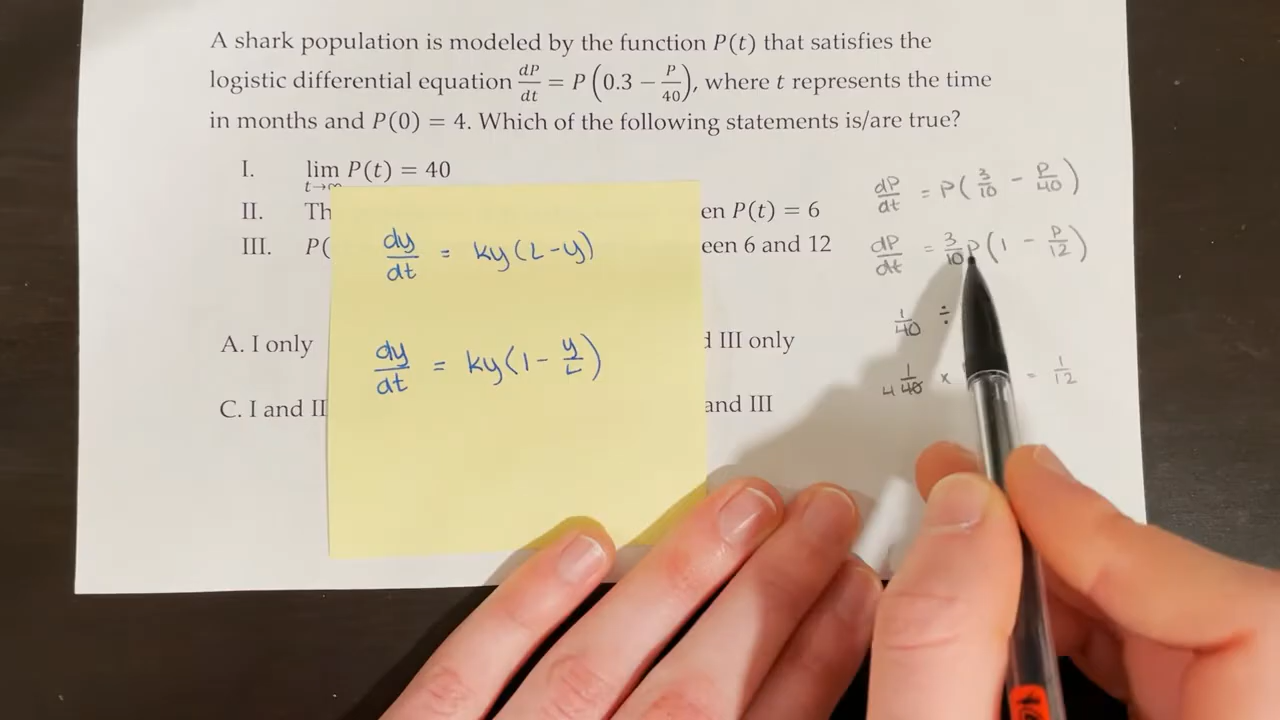 A shark population is modeled by the function P(t) that satisfies the
logistic differential equation dP/dt = P(0.3 − P/40), where t represents the time
in months and P(0) = 4. Which of the following statements is/are true?
I. lim t→∞ P(t) = 40
II. Th en P(t) = 6
III. P( een 6 and 12
A. I only III only
C. I and II and III
dy/dt = ky(L-y)
dy/dt = ky(1 - y/L)
dP/dt = P(3/10 - P/40)
dP/dt = 3/10 P(1 - P/12)
1/40 ÷
4 1/40 × = 1/12